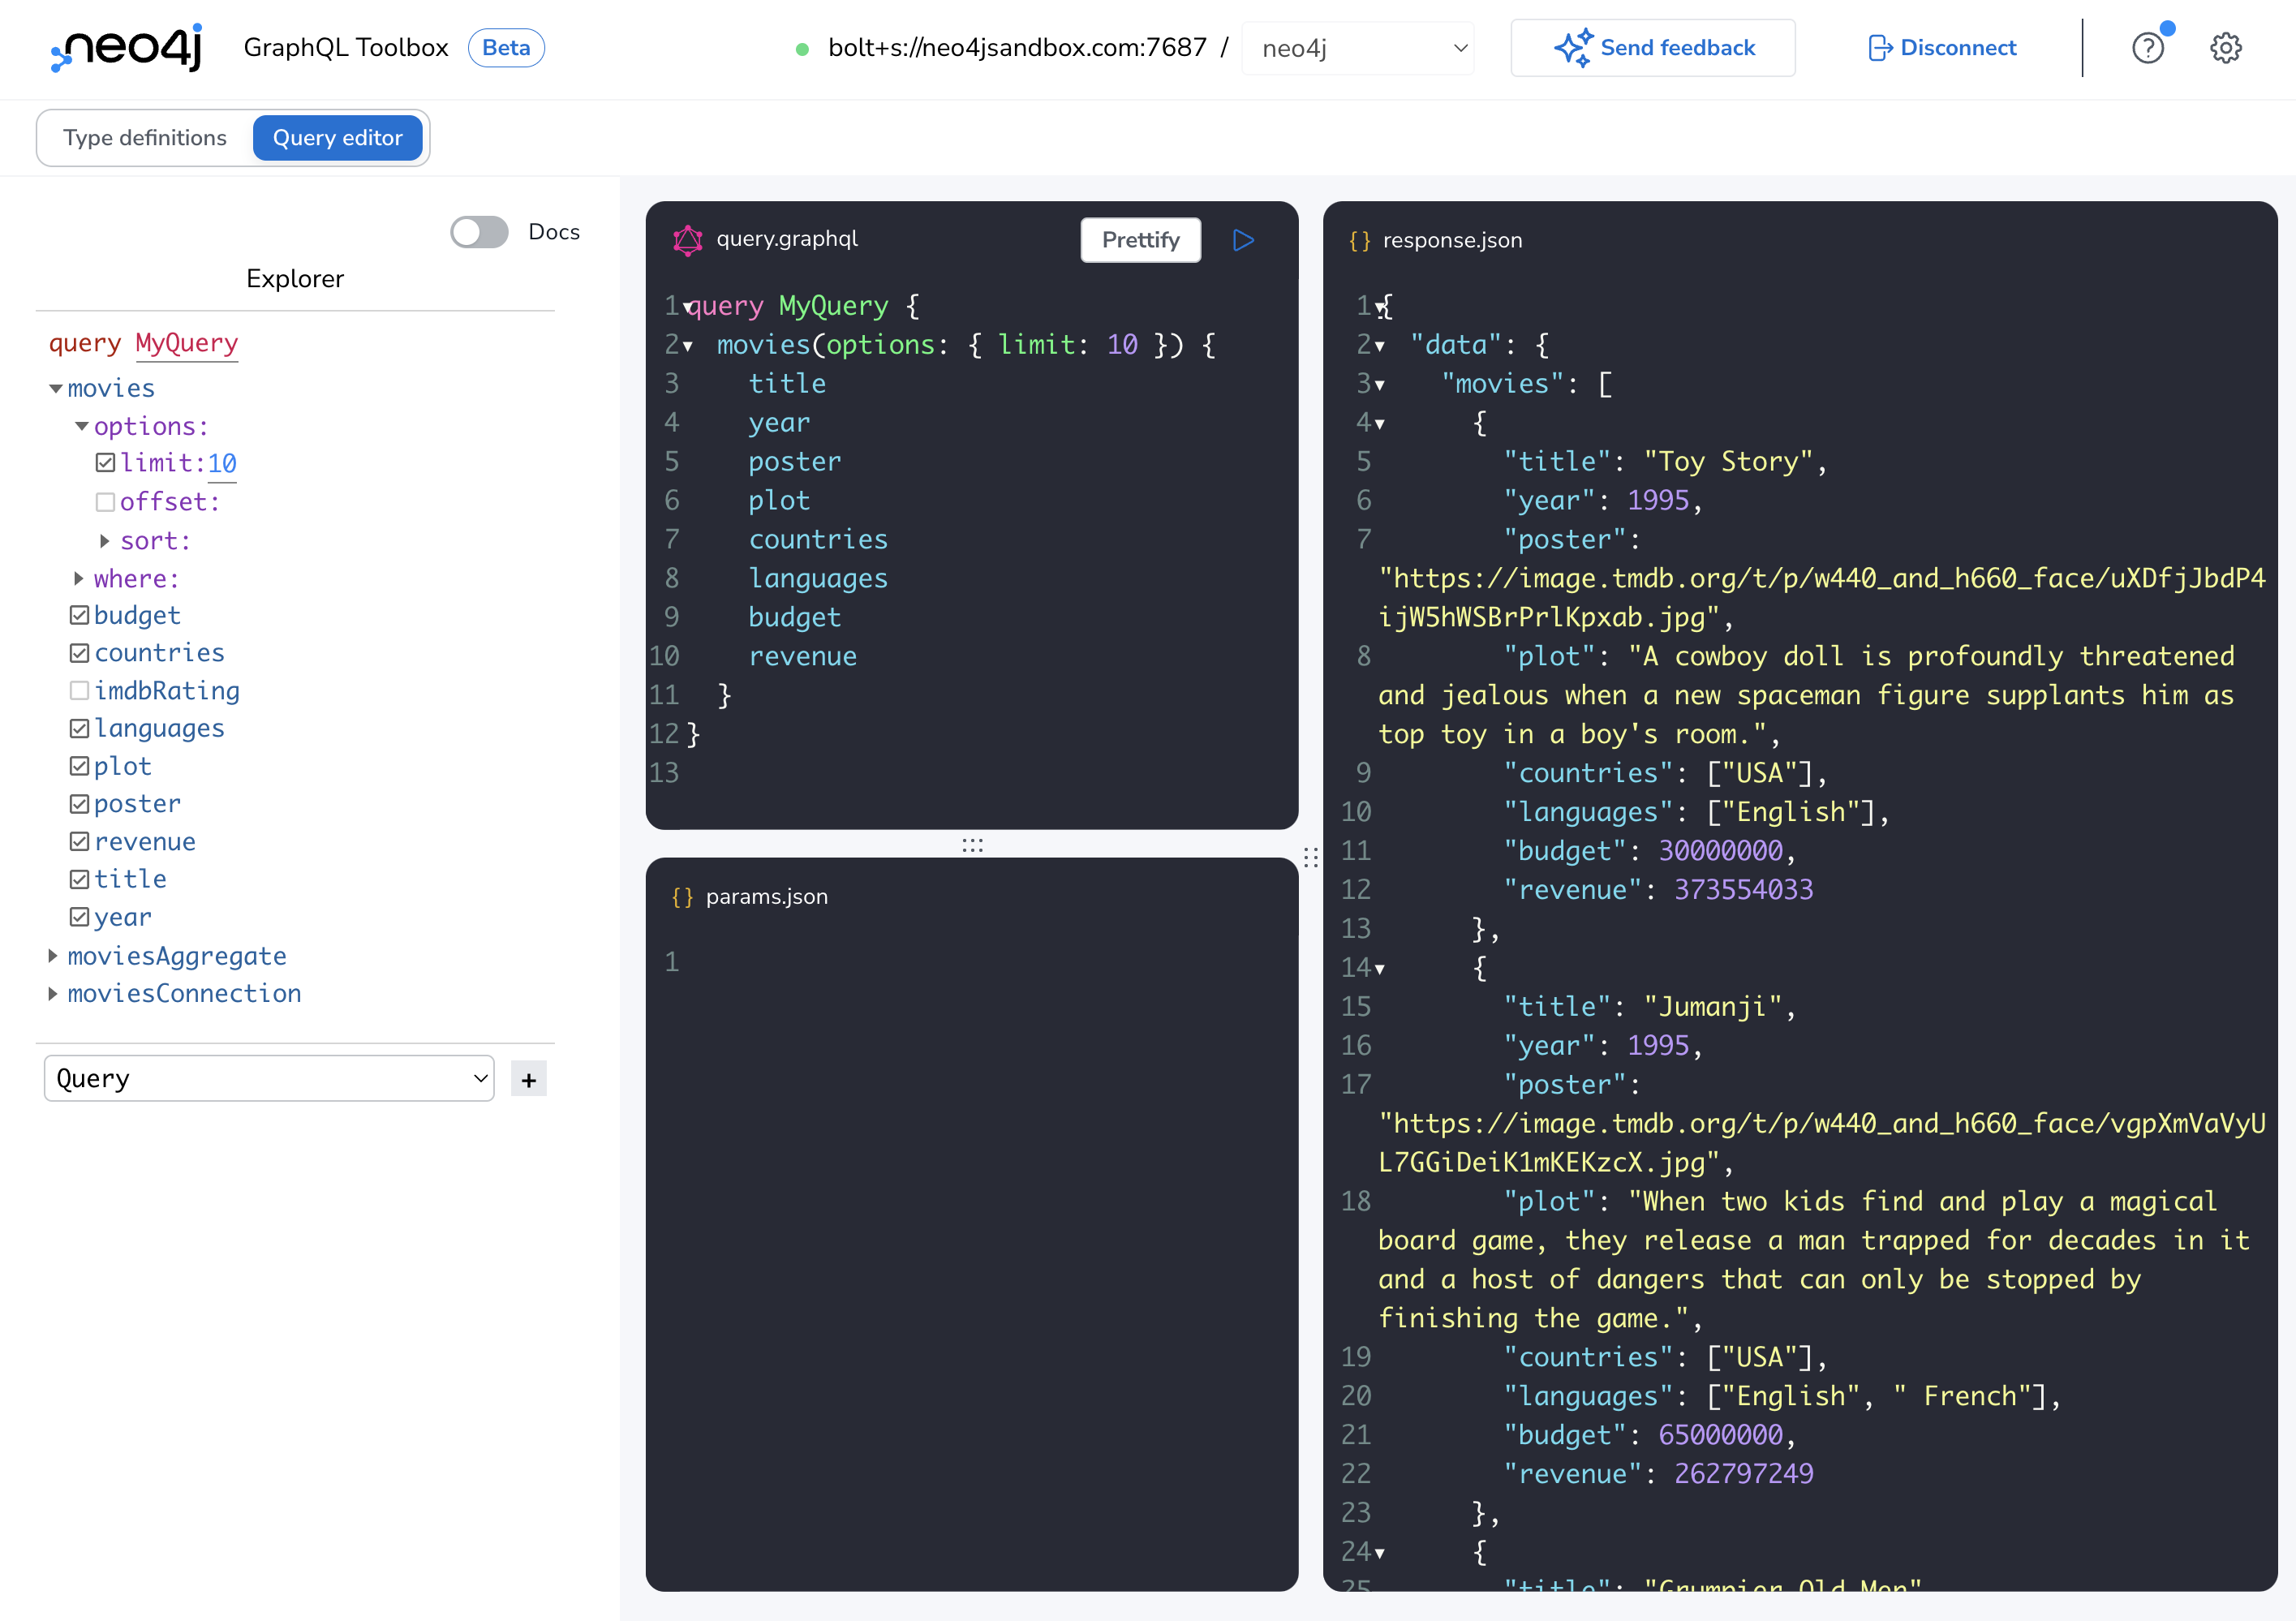 neo4j GraphQL Toolbox Beta bolt+s://neo4jsandbox.com:7687 / neo4j Send feedback Disconnect ?
Type definitions Query editor
Docs
Explorer
query MyQuery
movies
options:
limit:10
offset:
sort:
where:
budget
countries
imdbRating
languages
plot
poster
revenue
title
year
moviesAggregate
moviesConnection
Query +
query.graphql Prettify
1 query MyQuery {
2 movies(options: { limit: 10 }) {
3 title
4 year
5 poster
6 plot
7 countries
8 languages
9 budget
10 revenue
11 }
12 }
13
{} params.json
1
{} response.json
1 {
2 "data": {
3 "movies": [
4 {
5 "title": "Toy Story",
6 "year": 1995,
7 "poster":
"https://image.tmdb.org/t/p/w440_and_h660_face/uXDfjJbdP4
ijW5hWSBrPrlKpxab.jpg",
8 "plot": "A cowboy doll is profoundly threatened
and jealous when a new spaceman figure supplants him as
top toy in a boy's room.",
9 "countries": ["USA"],
10 "languages": ["English"],
11 "budget": 30000000,
12 "revenue": 373554033
13 },
14 {
15 "title": "Jumanji",
16 "year": 1995,
17 "poster":
"https://image.tmdb.org/t/p/w440_and_h660_face/vgpXmVaVyU
L7GGiDeiK1mKEKzcX.jpg",
18 "plot": "When two kids find and play a magical
board game, they release a man trapped for decades in it
and a host of dangers that can only be stopped by
finishing the game.",
19 "countries": ["USA"],
20 "languages": ["English", " French"],
21 "budget": 65000000,
22 "revenue": 262797249
23 },
24 {
25 "title": "Grumpier Old Men"